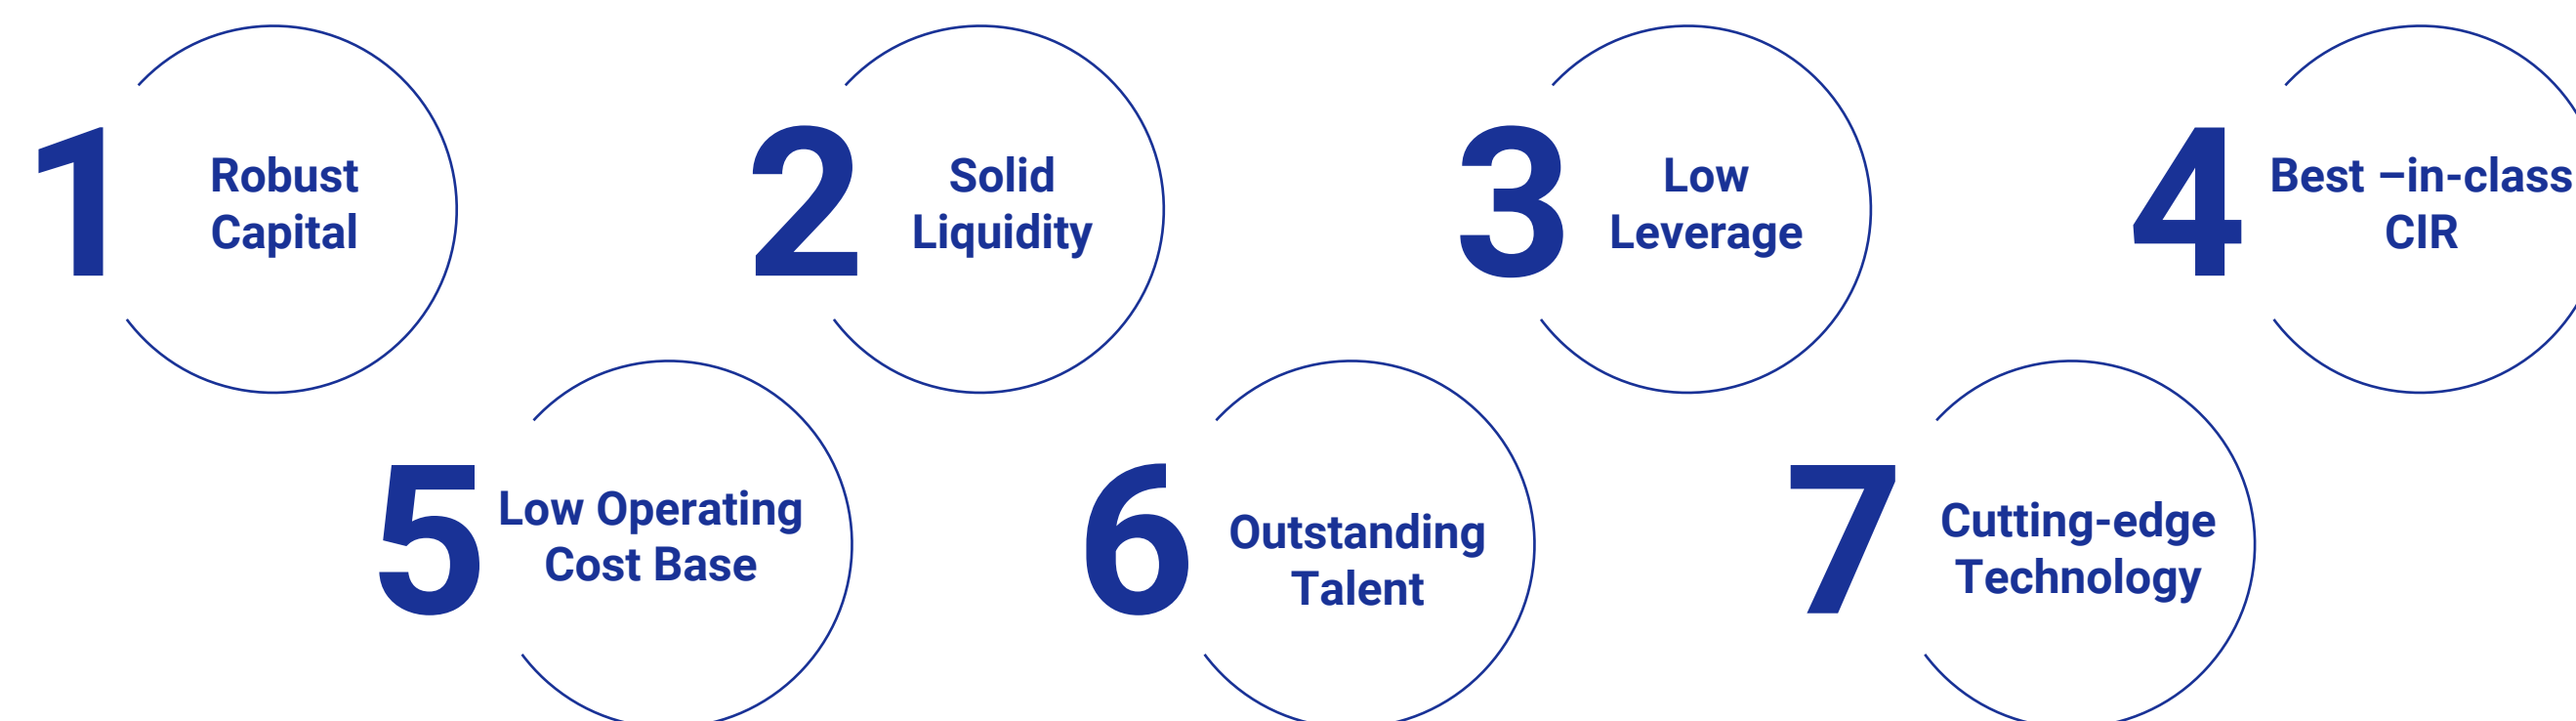 1
Robust
Capital
2
Solid
Liquidity
3
Low
Leverage
4
Best –in-class
CIR
5
Low Operating
Cost Base
6
Outstanding
Talent
7
Cutting-edge
Technology